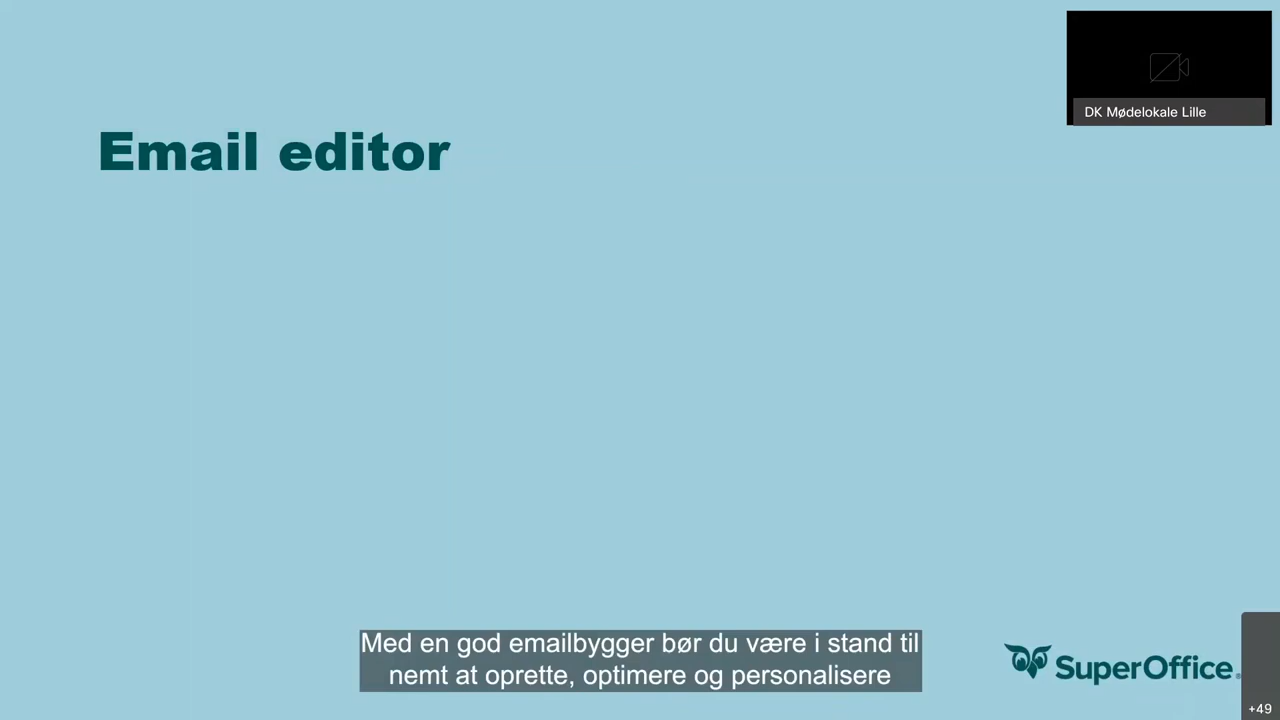 DK Mødelokale Lille
Email editor
Med en god emailbygger bør du være i stand til
nemt at oprette, optimere og personalisere
SuperOffice®
+49